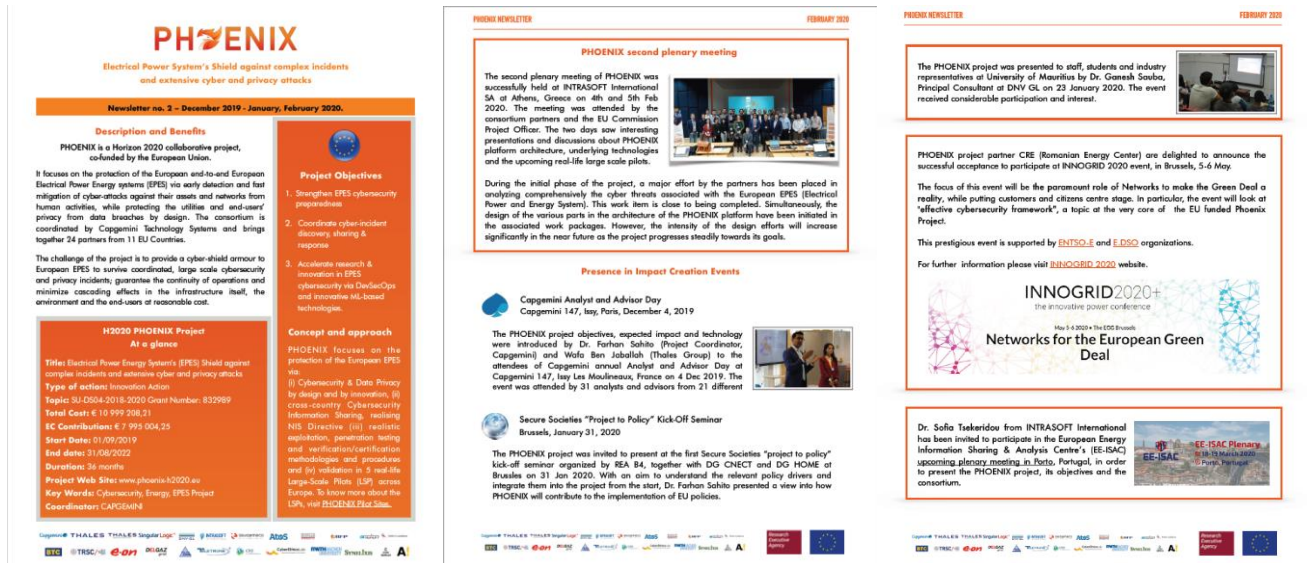 PHOENIX
Electrical Power System's Shield against complex incidents
and extensive cyber and privacy attacks
Newsletter no. 2 – December 2019 - January, February 2020.
Description and Benefits
PHOENIX is a Horizon 2020 collaborative project,
co-funded by the European Union.
It focuses on the protection of the European end-to-end European
Electrical Power Energy systems (EPES) via early detection and fast
mitigation of cyber-attacks against their assets and networks from
human activities, while protecting the utilities and end-users'
privacy from data breaches by design. The consortium is
coordinated by Capgemini Technology Systems and brings
together 24 partners from 11 EU Countries.
The challenge of the project is to provide a cyber-shield armour to
European EPES to survive coordinated, large scale cybersecurity
and privacy incidents; guarantee the continuity of operations and
minimize cascading effects in the infrastructure itself, the
environment and the end-users at reasonable cost.
H2020 PHOENIX Project
At a glance
Title: Electrical Power Energy System's (EPES) Shield against
complex incidents and extensive cyber and privacy attacks
Type of action: Innovation Action
Topic: SU-DS04-2018-2020 Grant Number: 832989
Total Cost: € 10 999 208,21
EC Contribution: € 7 995 004,25
Start Date: 01/09/2019
End date: 31/08/2022
Duration: 36 months
Project Web Site: www.phoenix-h2020.eu
Key Words: Cybersecurity, Energy, EPES Project
Coordinator: CAPGEMINI
Project Objectives
1. Strengthen EPES cybersecurity
preparedness
2. Coordinate cyber-incident
discovery, sharing &
response
3. Accelerate research &
innovation in EPES
cybersecurity via DevSecOps
and innovative ML-based
technologies.
Concept and approach
PHOENIX focuses on the
protection of the European EPES
via:
(i) Cybersecurity & Data Privacy
by design and by innovation, (ii)
cross-country Cybersecurity
Information Sharing, realising
NIS Directive (iii) realistic
exploitation, penetration testing
and verification/certification
methodologies and procedures
and (iv) validation in 5 real-life
Large-Scale Pilots (LSP) across
Europe. To know more about the
LSPs, visit PHOENIX Pilot Sites.
Capgemini THALES THALES SingularLogic Atos
BTC TRSC e-on DELGAZ A!
PHOENIX NEWSLETTER FEBRUARY 2020
PHOENIX second plenary meeting
The second plenary meeting of PHOENIX was
successfully held at INTRASOFT International
SA at Athens, Greece on 4th and 5th Feb
2020. The meeting was attended by the
consortium partners and the EU Commission
Project Officer. The two days saw interesting
presentations and discussions about PHOENIX
platform architecture, underlying technologies
and the upcoming real-life large scale pilots.
During the initial phase of the project, a major effort by the partners has been placed in
analyzing comprehensively the cyber threats associated with the European EPES (Electrical
Power and Energy System). This work item is close to being completed. Simultaneously, the
design of the various parts in the architecture of the PHOENIX platform have been initiated in
the associated work packages. However, the intensity of the design efforts will increase
significantly in the near future as the project progresses steadily towards its goals.
Presence in Impact Creation Events
Capgemini Analyst and Advisor Day
Capgemini 147, Issy, Paris, December 4, 2019
The PHOENIX project objectives, expected impact and technology
were introduced by Dr. Farhan Sahito (Project Coordinator,
Capgemini) and Wafa Ben Jaballah (Thales Group) to the
attendees of Capgemini annual Analyst and Advisor Day at
Capgemini 147, Issy Les Moulineaux, France on 4 Dec 2019. The
event was attended by 31 analysts and advisors from 21 different
Secure Societies "Project to Policy" Kick-Off Seminar
Brussels, January 31, 2020
The PHOENIX project was invited to present at the first Secure Societies "project to policy"
kick-off seminar organized by REA B4, together with DG CNECT and DG HOME at
Brussles on 31 Jan 2020. With an aim to understand the relevant policy drivers and
integrate them into the project from the start, Dr. Farhan Sahito presented a view into how
PHOENIX will contribute to the implementation of EU policies.
Research
Executive
Agency
PHOENIX NEWSLETTER FEBRUARY 2020
The PHOENIX project was presented to staff, students and industry
representatives at University of Mauritius by Dr. Ganesh Sauba,
Principal Consultant at DNV GL on 23 January 2020. The event
received considerable participation and interest.
PHOENIX project partner CRE (Romanian Energy Center) are delighted to announce the
successful acceptance to participate at INNOGRID 2020 event, in Brussels, 5-6 May.
The focus of this event will be the paramount role of Networks to make the Green Deal a
reality, while putting customers and citizens centre stage. In particular, the event will look at
"effective cybersecurity framework", a topic at the very core of the EU funded Phoenix
Project.
This prestigious event is supported by ENTSO-E and E.DSO organizations.
For further information please visit INNOGRID 2020 website.
INNOGRID2020+
the innovative power conference
May 5-6 2020 • The EGG Brussels
Networks for the European Green
Deal
Dr. Sofia Tsekeridou from INTRASOFT International
has been invited to participate in the European Energy
Information Sharing & Analysis Centre's (EE-ISAC)
upcoming plenary meeting in Porto, Portugal, in order
to present the PHOENIX project, its objectives and the
consortium.
EE-ISAC
EE-ISAC Plenary
18-19 March 2020
Porto, Portugal
Research
Executive
Agency